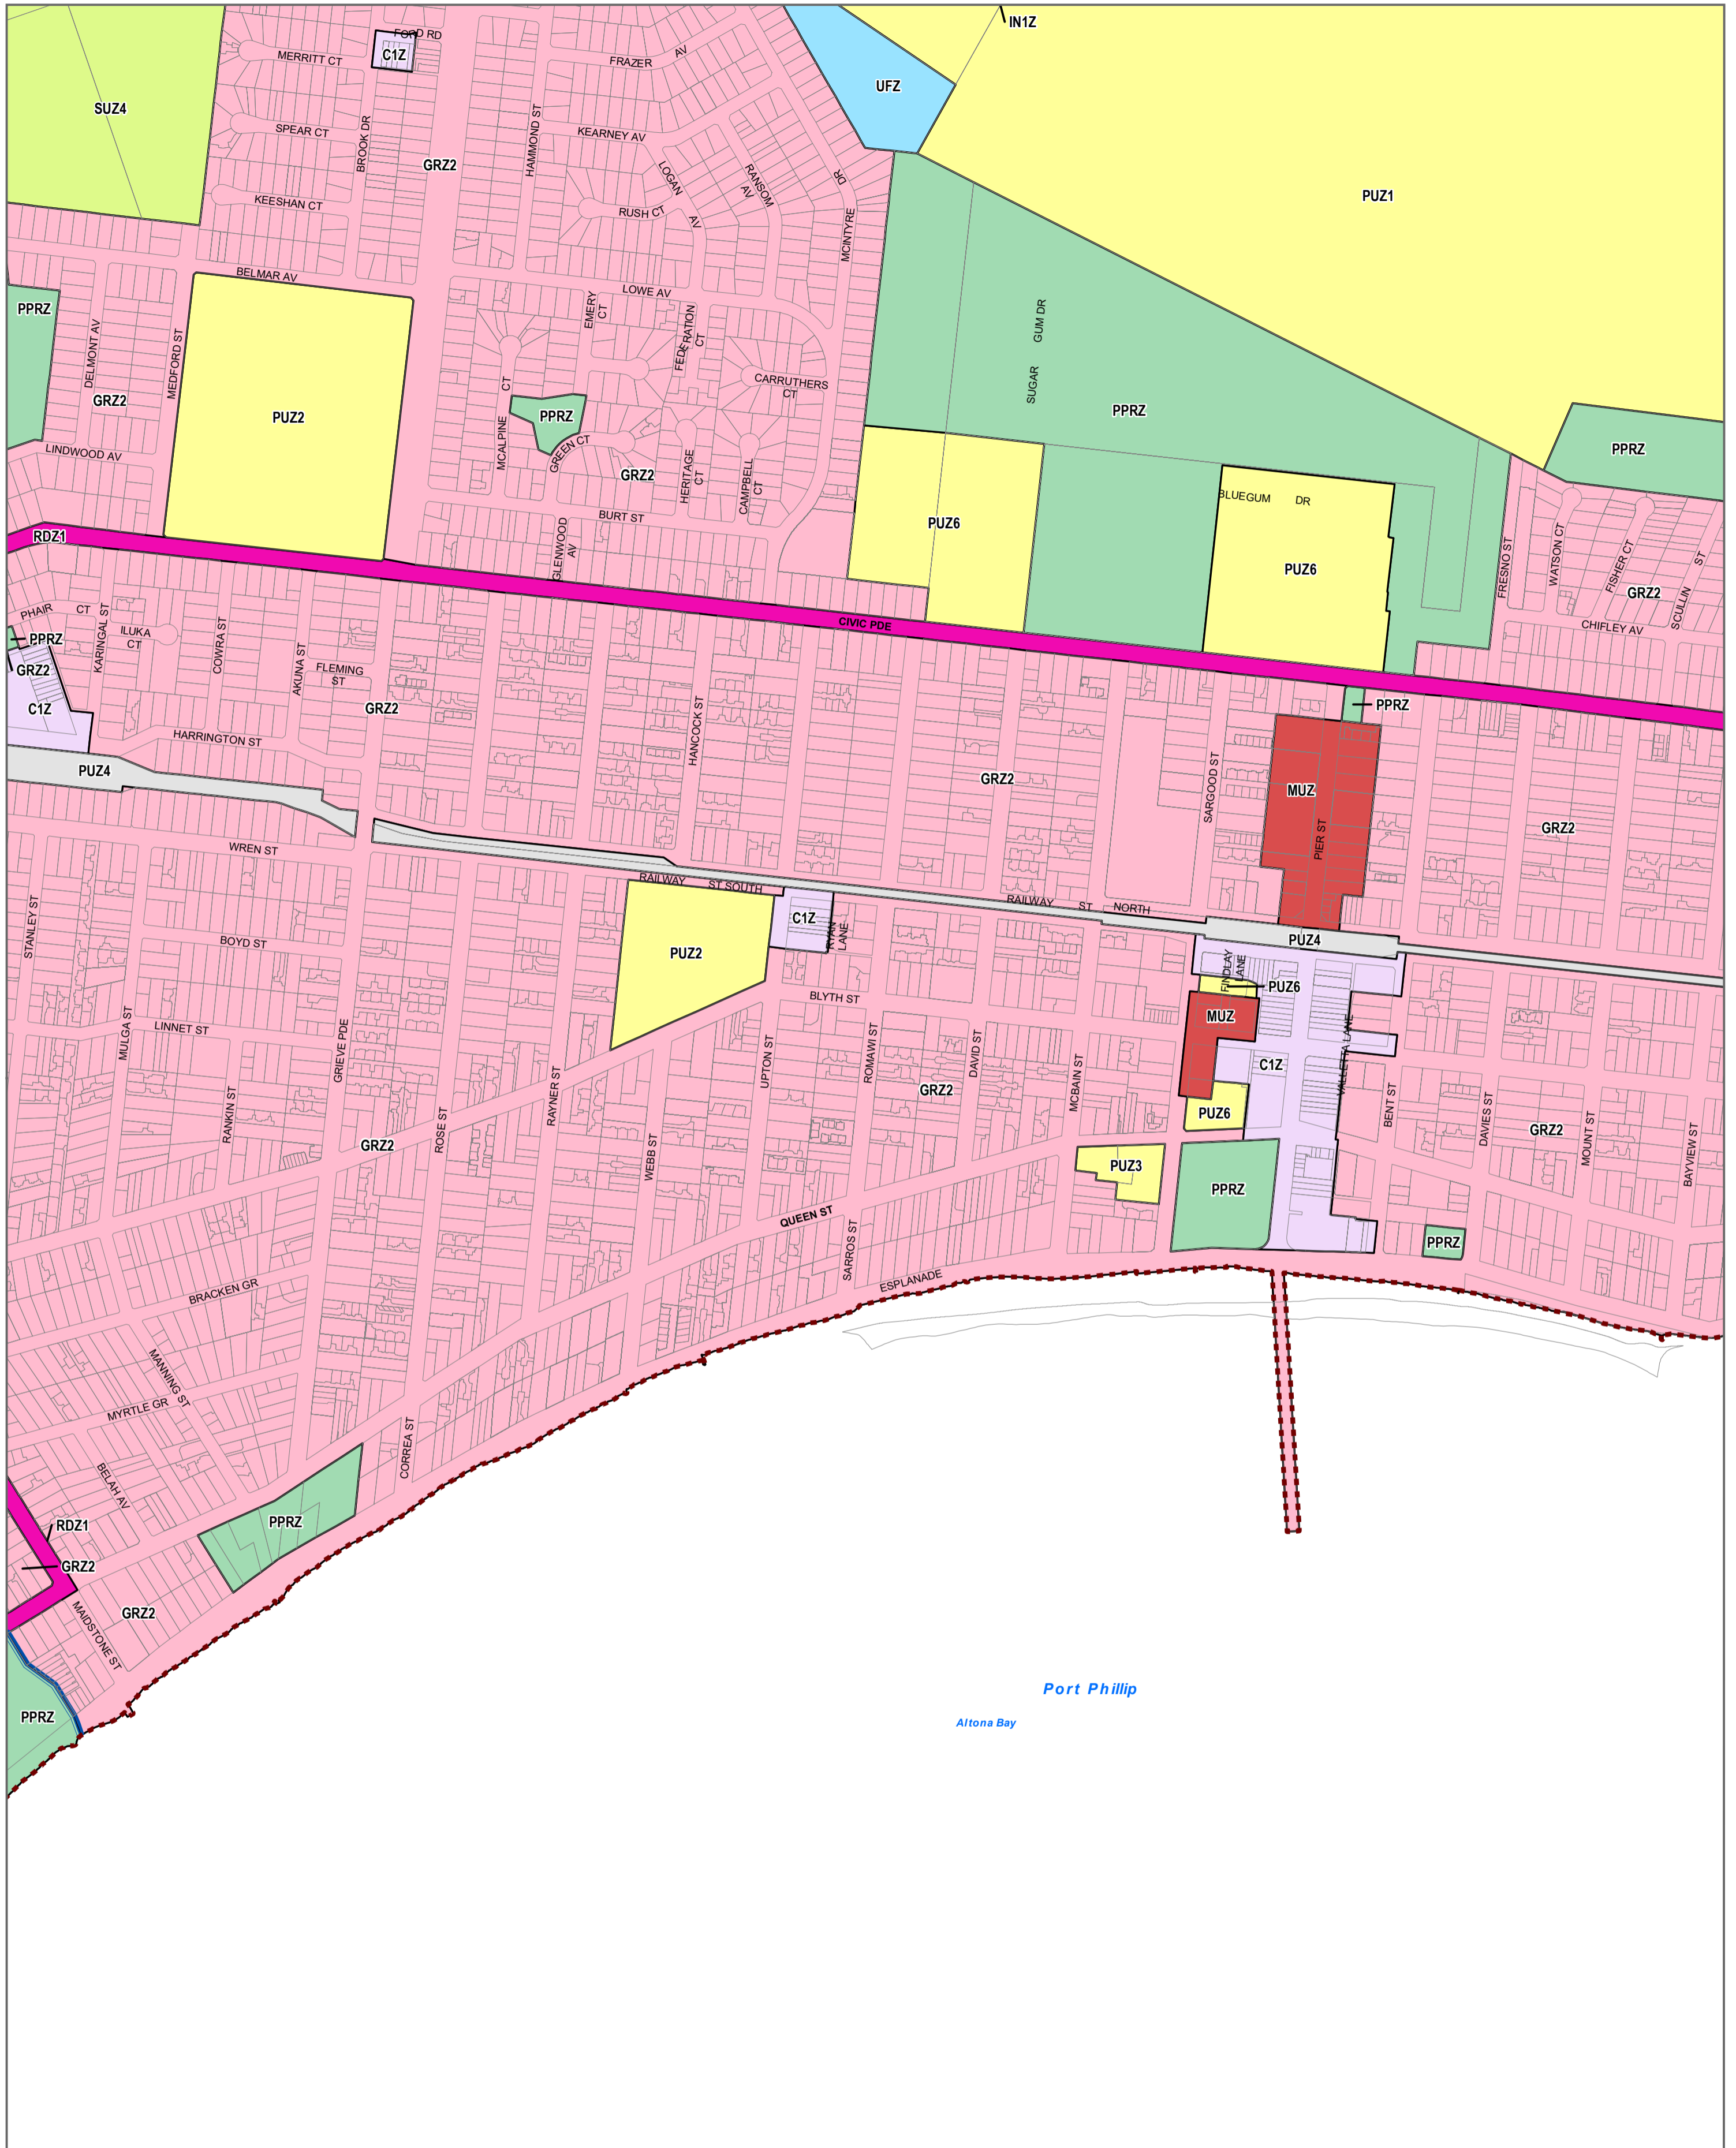 IN1Z
FORD RD
C1Z
MERRITT CT
FRAZER
AV
UFZ
SUZ4
SPEAR CT
BROOK DR
GRZ2
HAMMOND ST
KEARNEY AV
LOGAN
AV
RANSOM
AV
DR
MCINTYRE
PUZ1
KEESHAN CT
RUSH CT
BELMAR AV
LOWE AV
PPRZ
DELMONT AV
GRZ2
MEDFORD ST
PUZ2
EMERY
CT
FEDERATION
CT
CARRUTHERS
CT
MCALPINE
CT
PPRZ
GREEN CT
GRZ2
HERITAGE
CT
CAMPBELL
CT
SUGAR
GUM DR
PPRZ
PPRZ
LINDWOOD AV
BURT ST
GLENWOOD
AV
PUZ6
BLUEGUM
DR
PUZ6
FRESNO ST
WATSON CT
FISHER CT
GRZ2
SCULLIN
ST
CHIFLEY AV
RDZ1
CIVIC PDE
PHAIR
CT
PPRZ
GRZ2
C1Z
KARINGAL ST
ILUKA
CT
COWRA ST
AKUNA ST
FLEMING
ST
GRZ2
HARRINGTON ST
HANCOCK ST
GRZ2
SARGOOD ST
PPRZ
MUZ
PIER ST
GRZ2
PUZ4
WREN ST
RAILWAY
ST SOUTH
RAILWAY
ST
NORTH
PUZ4
STANLEY ST
BOYD ST
PUZ2
C1Z
RYAN
LANE
FINDLAY
LANE
PUZ6
MUZ
BLYTH ST
LINNET ST
MULGA ST
GRIEVE PDE
RANKIN ST
ROSE ST
RAYNER ST
UPTON ST
ROMAWI ST
DAVID ST
GRZ2
MCBAIN ST
C1Z
VALLETTA LANE
PUZ6
BENT ST
DAVIES ST
GRZ2
MOUNT ST
BAYVIEW ST
GRZ2
WEBB ST
PUZ3
PPRZ
QUEEN ST
SARROS ST
PPRZ
ESPLANADE
BRACKEN GR
MANNING ST
MYRTLE GR
CORREA ST
BELAH AV
PPRZ
RDZ1
GRZ2
GRZ2
MAIDSTONE ST
PPRZ
Port Phillip
Altona Bay